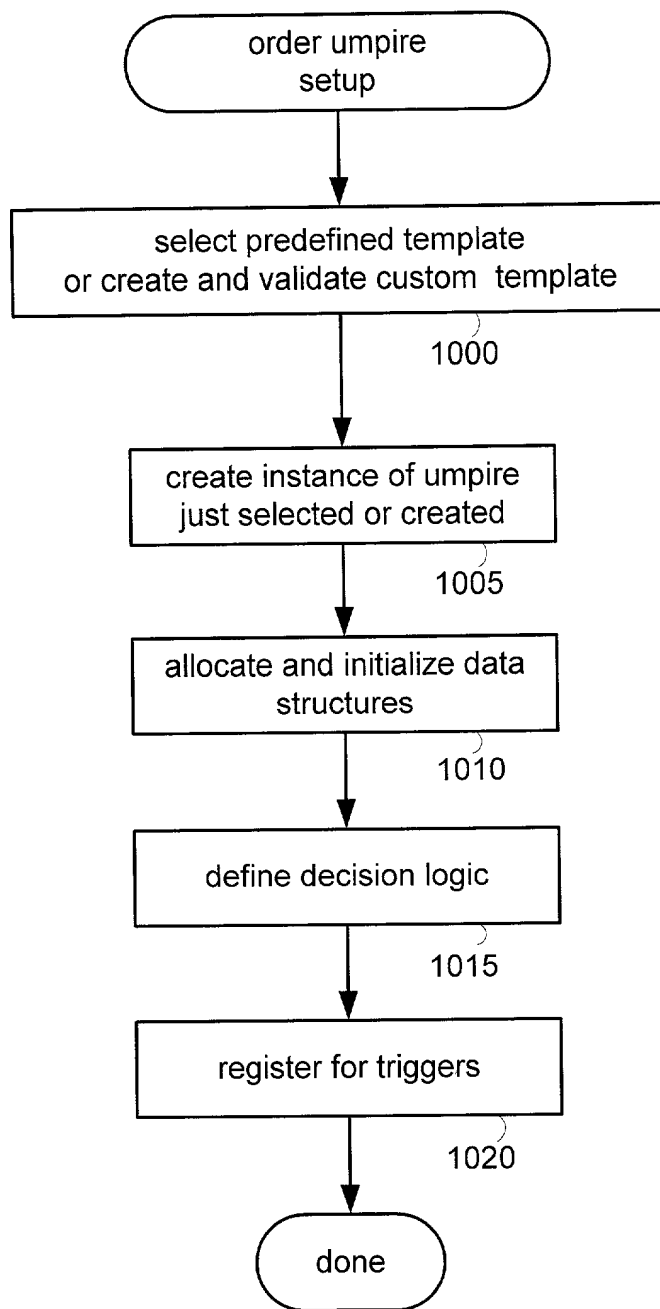 order umpire
setup
select predefined template
or create and validate custom template
1000
create instance of umpire
just selected or created
1005
allocate and initialize data
structures
1010
define decision logic
1015
register for triggers
1020
done